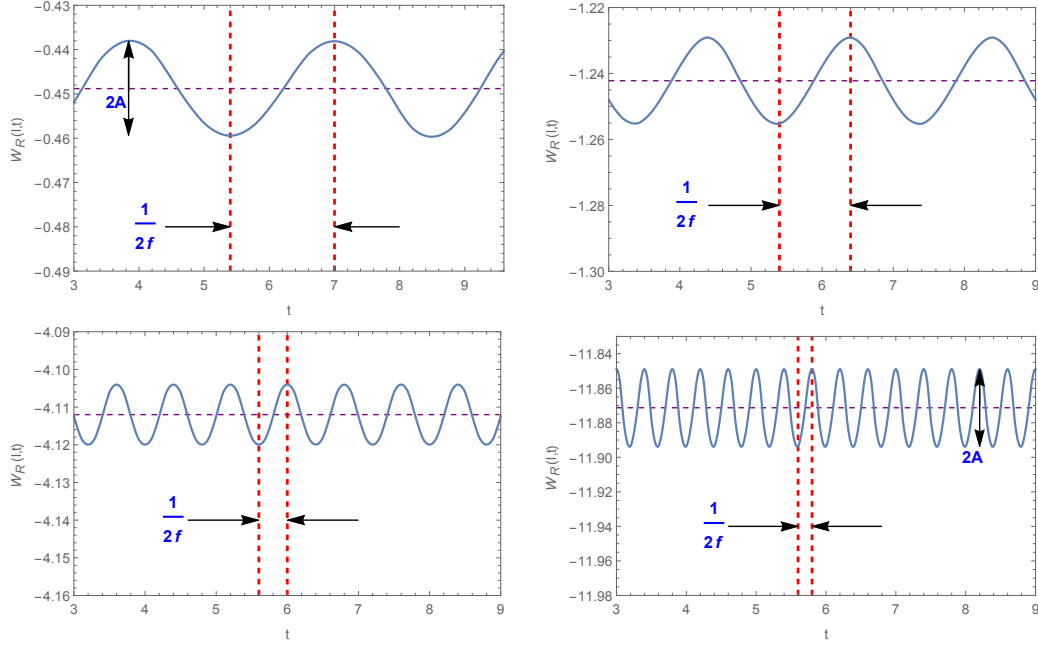 -0.43
-0.44
-0.45
-0.46
-0.47
-0.48
-0.49
W_R(l,t)
2A
1
2f
3 4 5 6 7 8 9
t
-1.22
-1.24
-1.26
-1.28
-1.30
W_R(l,t)
1
2f
3 4 5 6 7 8 9
t
-4.09
-4.10
-4.11
-4.12
-4.13
-4.14
-4.15
-4.16
W_R(l,t)
1
2f
3 4 5 6 7 8 9
t
-11.84
-11.86
-11.88
-11.90
-11.92
-11.94
-11.96
-11.98
W_R(l,t)
2A
1
2f
3 4 5 6 7 8 9
t